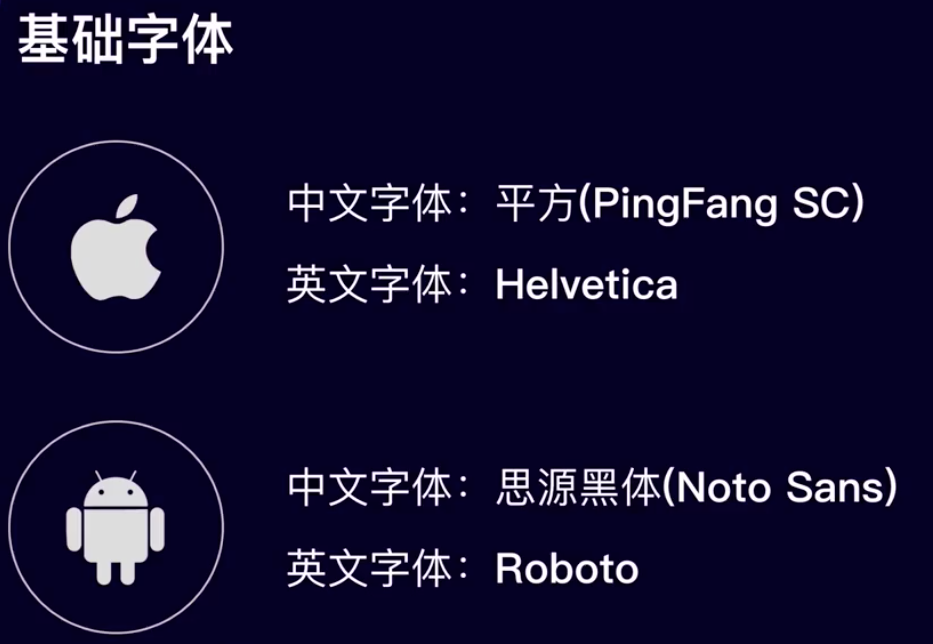 基础字体
中文字体：平方(PingFang SC)
英文字体：Helvetica
中文字体：思源黑体(Noto Sans)
英文字体：Roboto